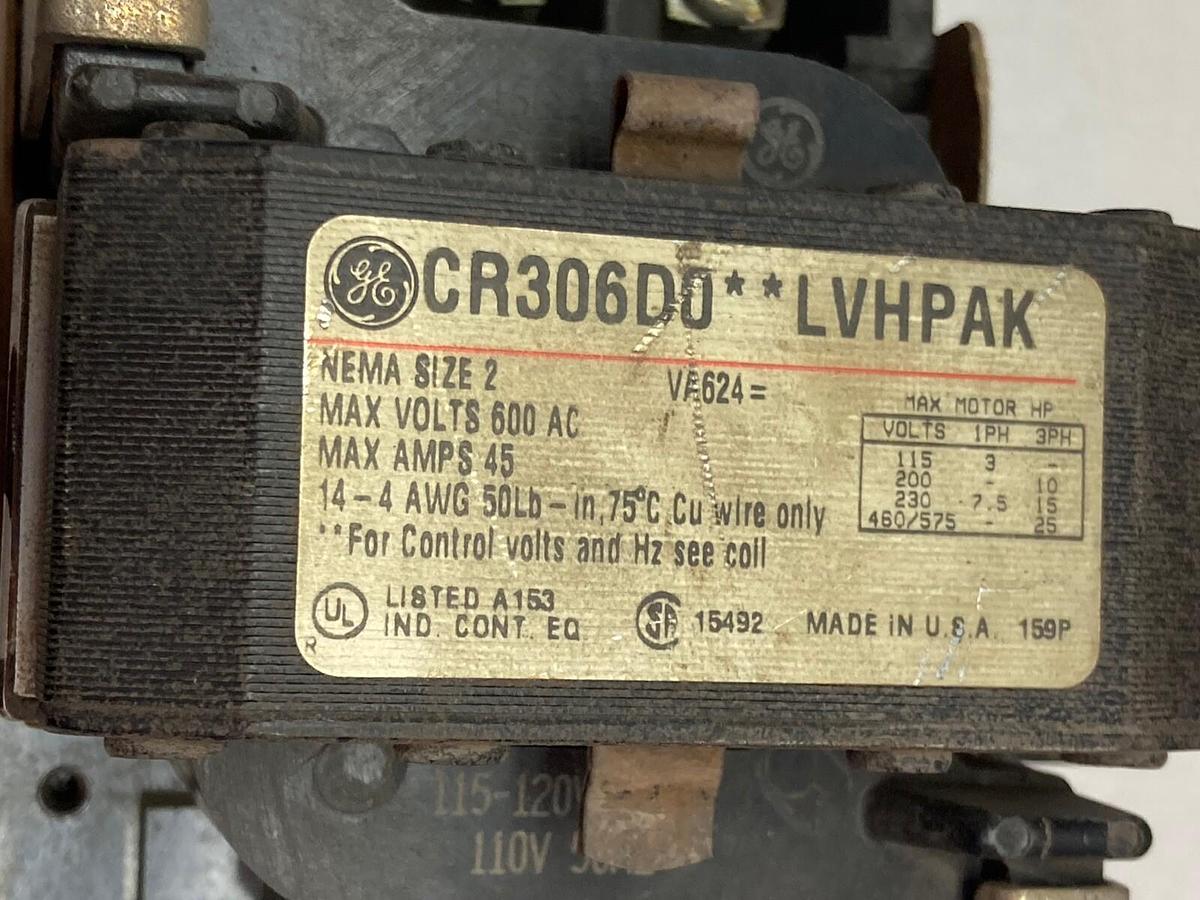 GE
GE CR306D0**LVHPAK
NEMA SIZE 2 VA624=
MAX VOLTS 600 AC
MAX AMPS 45
14-4 AWG 50Lb-in, 75°C Cu wire only
**For Control volts and Hz see coil
MAX MOTOR HP
VOLTS 1PH 3PH
115 3 -
200 - 10
230 7.5 15
460/575 - 25
UL LISTED A153
IND. CONT. EQ
R
SA 15492 MADE IN U.S.A. 159P
115-120V
110V